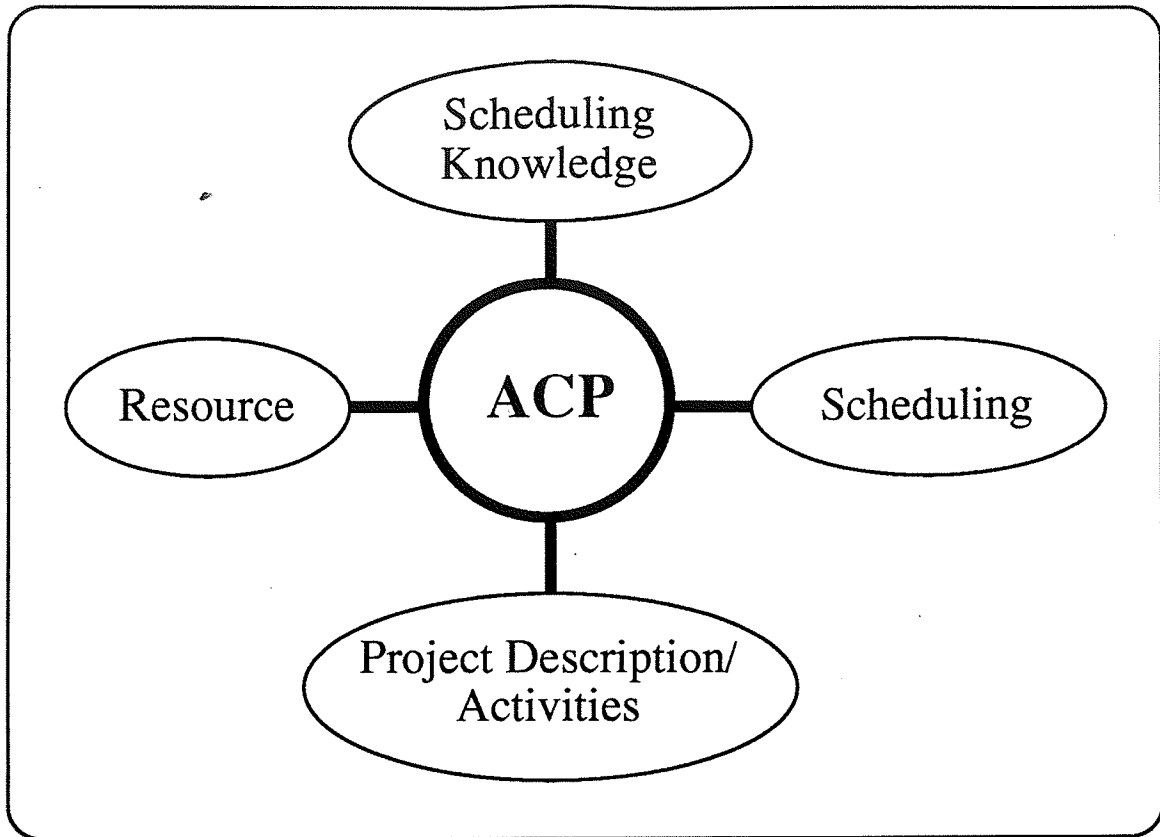 Scheduling
Knowledge
Resource
ACP
Scheduling
Project Description/
Activities